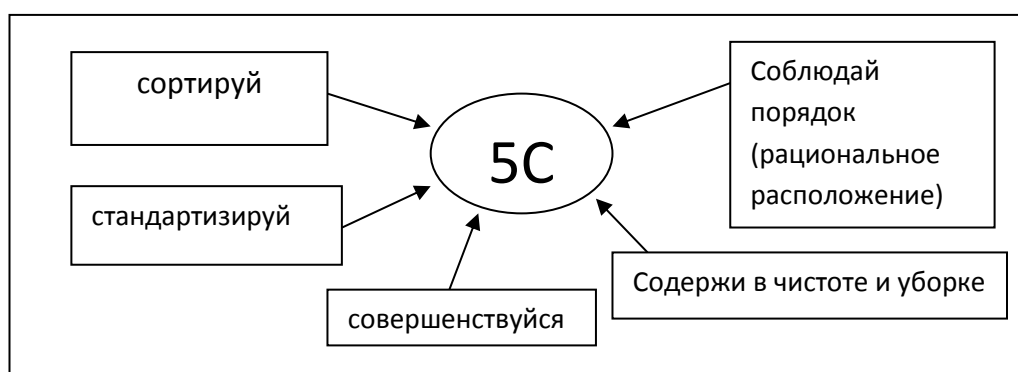 сортируй
Соблюдай
порядок
(рациональное
расположение)
5С
стандартизируй
Содержи в чистоте и уборке
совершенствуйся